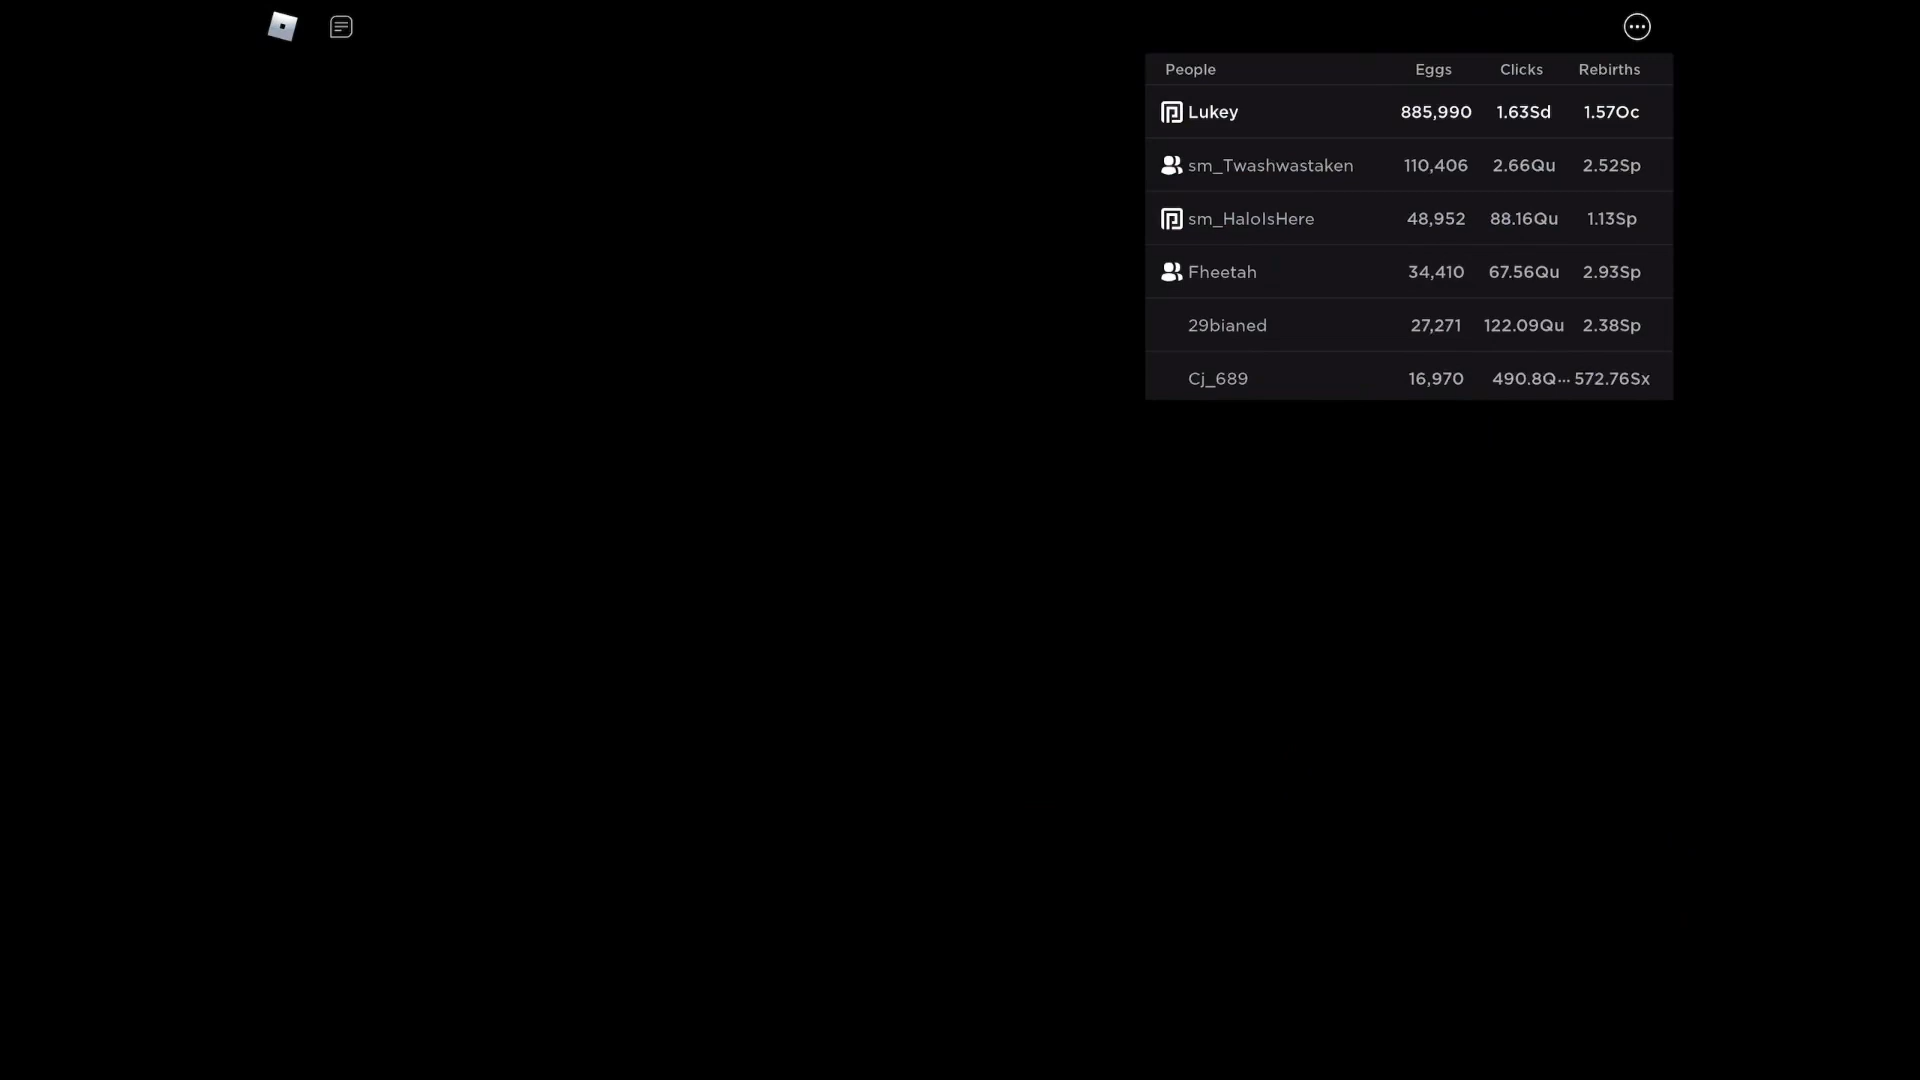 People Eggs Clicks Rebirths
Lukey 885,990 1.63Sd 1.57Oc
sm_Twashwastaken 110,406 2.66Qu 2.52Sp
sm_HaloIsHere 48,952 88.16Qu 1.13Sp
Fheetah 34,410 67.56Qu 2.93Sp
29bianed 27,271 122.09Qu 2.38Sp
Cj_689 16,970 490.8Q... 572.76Sx